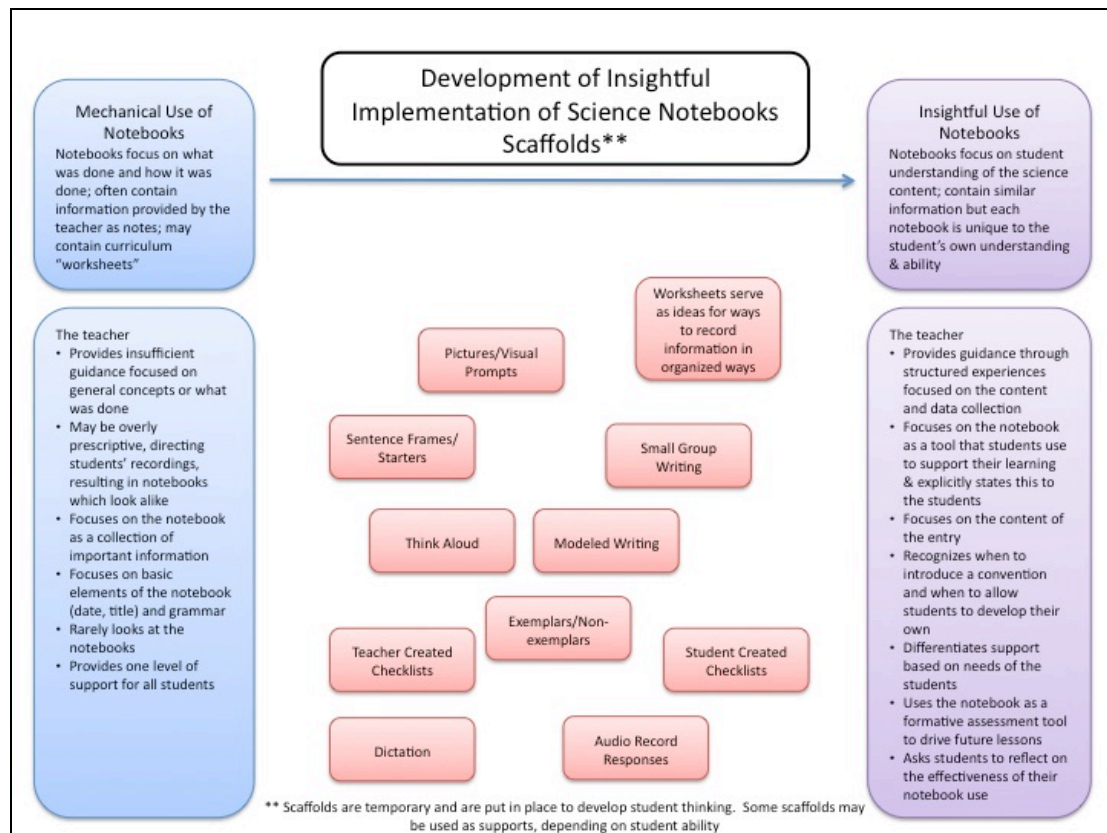 Development of Insightful
Implementation of Science Notebooks
Scaffolds**
Mechanical Use of
Notebooks
Notebooks focus on what
was done and how it was
done; often contain
information provided by the
teacher as notes; may
contain curriculum
“worksheets”
The teacher
• Provides insufficient
guidance focused on
general concepts or what
was done
• May be overly
prescriptive, directing
students’ recordings,
resulting in notebooks
which look alike
• Focuses on the notebook
as a collection of
important information
• Focuses on basic
elements of the notebook
(date, title) and grammar
• Rarely looks at the
notebooks
• Provides one level of
support for all students
Pictures/Visual
Prompts
Worksheets serve
as ideas for ways
to record
information in
organized ways
Sentence Frames/
Starters
Small Group
Writing
Think Aloud
Modeled Writing
Exemplars/Non-
exemplars
Teacher Created
Checklists
Student Created
Checklists
Dictation
Audio Record
Responses
Insightful Use of
Notebooks
Notebooks focus on student
understanding of the science
content; contain similar
information but each
notebook is unique to the
student’s own understanding
& ability
The teacher
• Provides guidance through
structured experiences
focused on the content
and data collection
• Focuses on the notebook
as a tool that students use
to support their learning
& explicitly states this to
the students
• Focuses on the content of
the entry
• Recognizes when to
introduce a convention
and when to allow
students to develop their
own
• Differentiates support
based on needs of the
students
• Uses the notebook as a
formative assessment tool
to drive future lessons
• Asks students to reflect on
the effectiveness of their
notebook use
** Scaffolds are temporary and are put in place to develop student thinking. Some scaffolds may
be used as supports, depending on student ability